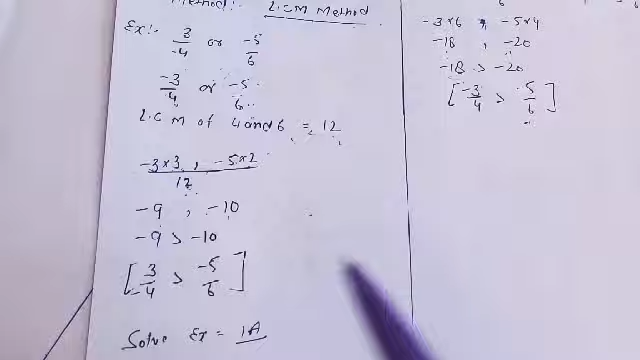 Method:- L.C.M Method
Ex:- 3/-4 or -5/6
-3/4 or -5/6
L.C.M of 4 and 6 = 12
-3×3 , -5×2
12
-9 , -10
-9 > -10
[3/-4 > -5/6]
Solve Ex = 1A
-3×6 , -5×4
-18 , -20
-18 > -20
[-3/4 > -5/6]